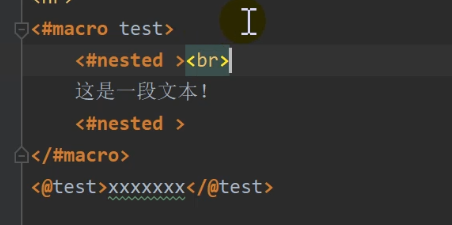 <#macro test>
<#nested ><br>
这是一段文本!
<#nested >
</#macro>
<@test>xxxxxxx</@test>